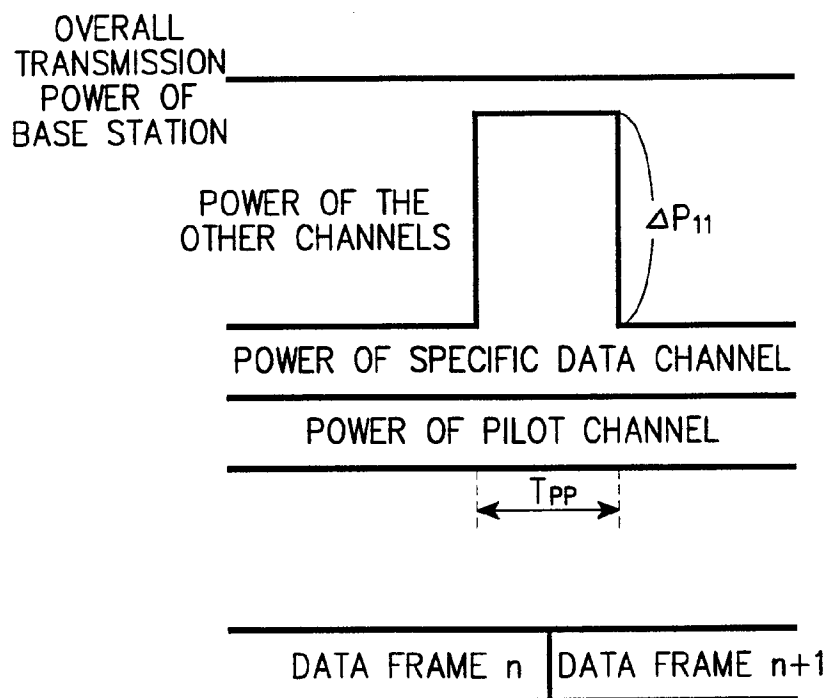 OVERALL
TRANSMISSION
POWER OF
BASE STATION
POWER OF THE
OTHER CHANNELS
ΔP11
POWER OF SPECIFIC DATA CHANNEL
POWER OF PILOT CHANNEL
TPP
DATA FRAME n
DATA FRAME n+1